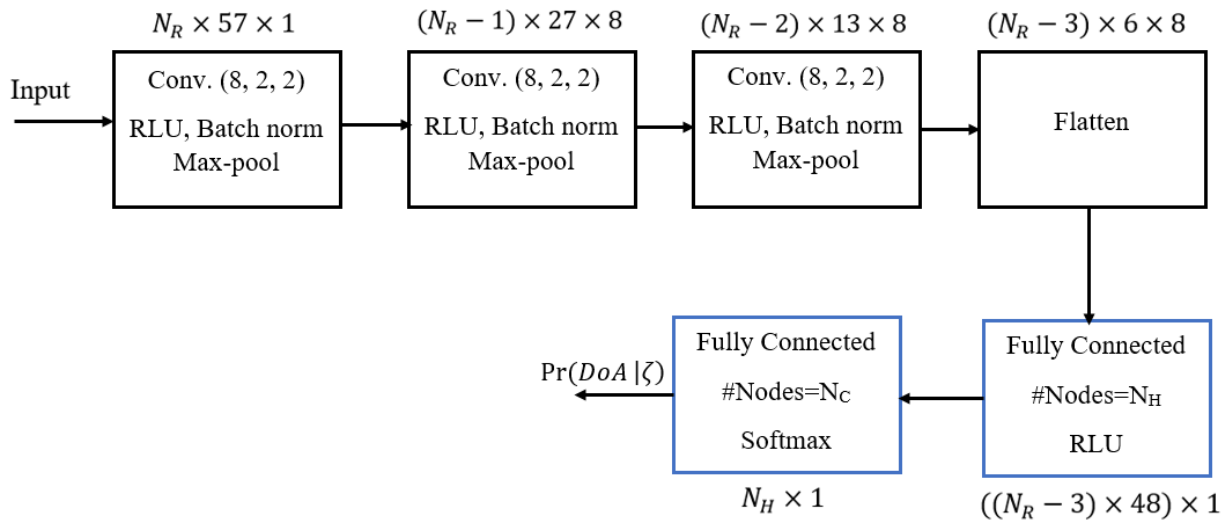 N_R × 57 × 1
(N_R − 1) × 27 × 8
(N_R − 2) × 13 × 8
(N_R − 3) × 6 × 8
Input
Conv. (8, 2, 2)
RLU, Batch norm
Max-pool
Conv. (8, 2, 2)
RLU, Batch norm
Max-pool
Conv. (8, 2, 2)
RLU, Batch norm
Max-pool
Flatten
Fully Connected
#Nodes=N_H
RLU
((N_R − 3) × 48) × 1
Fully Connected
#Nodes=N_C
Softmax
N_H × 1
Pr(DoA |ζ)